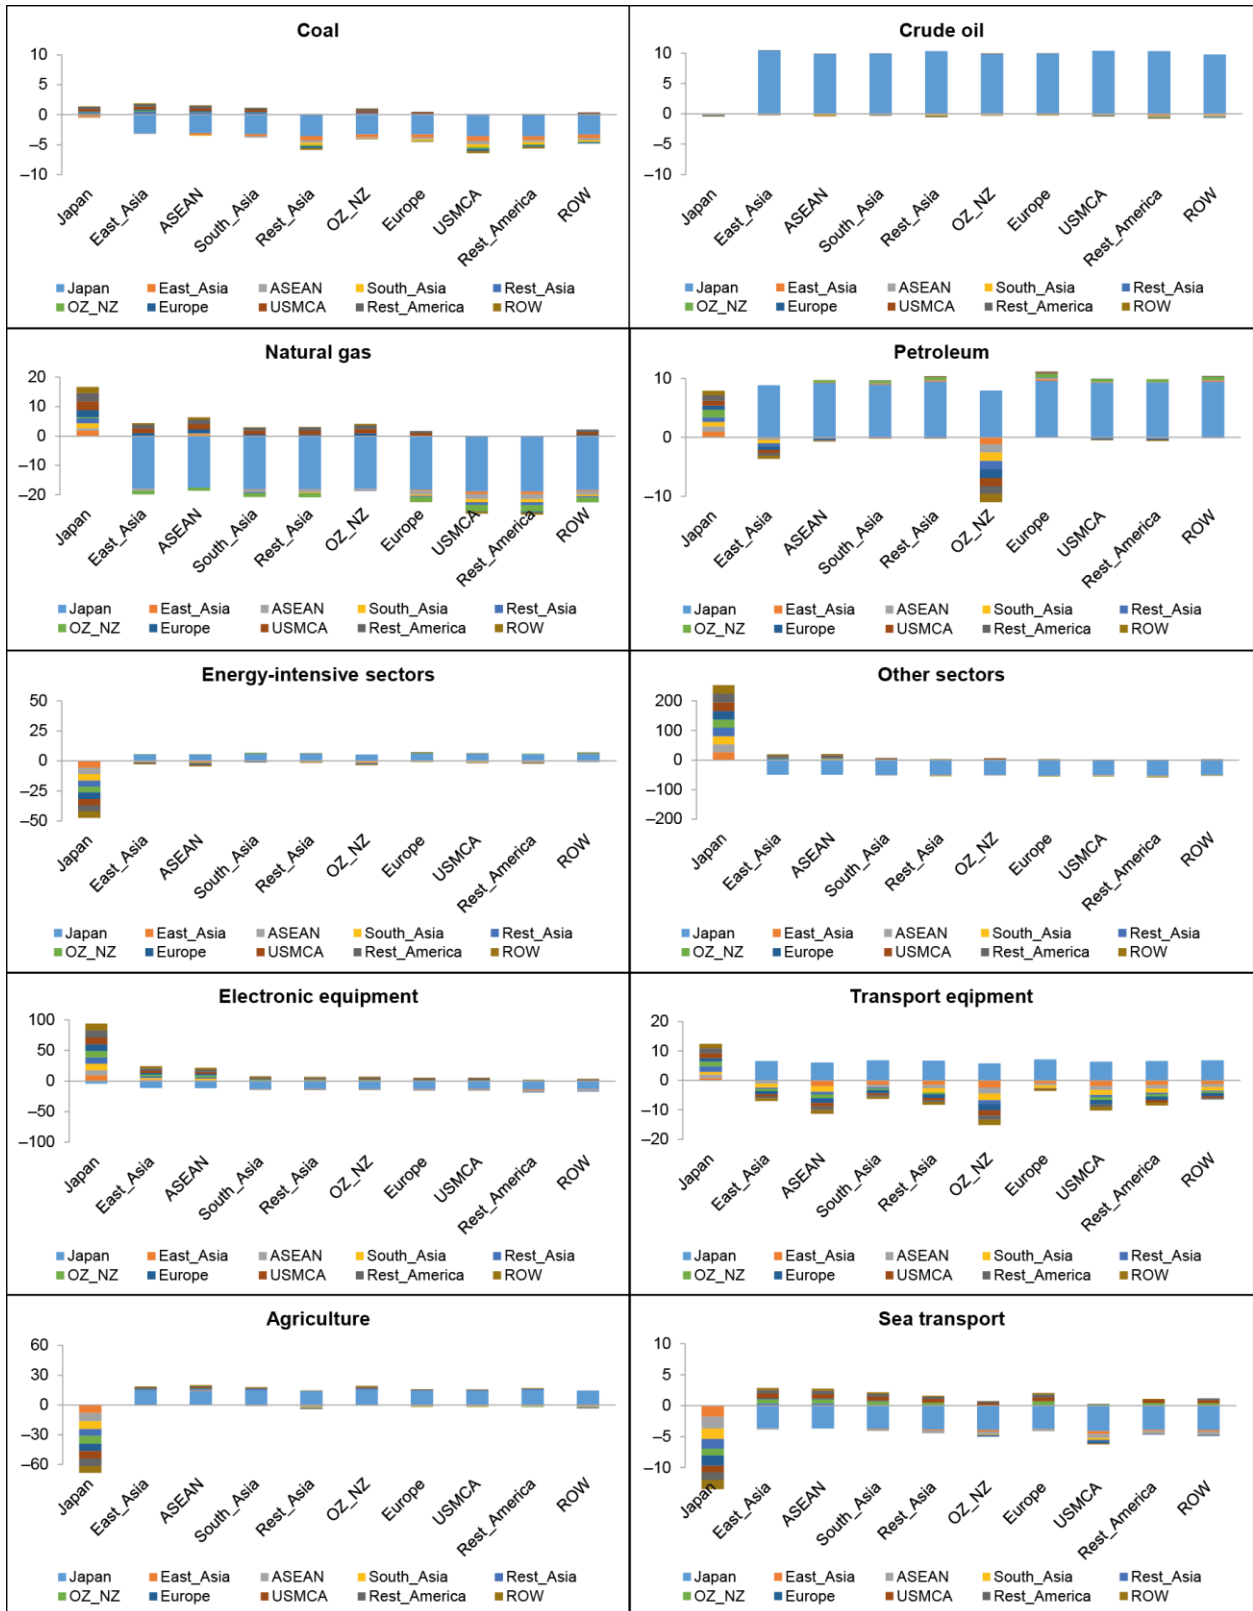 Coal
10
5
0
–5
–10
Japan East_Asia ASEAN South_Asia Rest_Asia OZ_NZ Europe USMCA Rest_America ROW
Japan East_Asia ASEAN South_Asia Rest_Asia
OZ_NZ Europe USMCA Rest_America ROW
Crude oil
10
5
0
–5
–10
Japan East_Asia ASEAN South_Asia Rest_Asia OZ_NZ Europe USMCA Rest_America ROW
Japan East_Asia ASEAN South_Asia Rest_Asia
OZ_NZ Europe USMCA Rest_America ROW
Natural gas
20
10
0
–10
–20
Japan East_Asia ASEAN South_Asia Rest_Asia OZ_NZ Europe USMCA Rest_America ROW
Japan East_Asia ASEAN South_Asia Rest_Asia
OZ_NZ Europe USMCA Rest_America ROW
Petroleum
10
0
–10
Japan East_Asia ASEAN South_Asia Rest_Asia OZ_NZ Europe USMCA Rest_America ROW
Japan East_Asia ASEAN South_Asia Rest_Asia
OZ_NZ Europe USMCA Rest_America ROW
Energy-intensive sectors
50
25
0
–25
–50
Japan East_Asia ASEAN South_Asia Rest_Asia OZ_NZ Europe USMCA Rest_America ROW
Japan East_Asia ASEAN South_Asia Rest_Asia
OZ_NZ Europe USMCA Rest_America ROW
Other sectors
200
100
0
–100
–200
Japan East_Asia ASEAN South_Asia Rest_Asia OZ_NZ Europe USMCA Rest_America ROW
Japan East_Asia ASEAN South_Asia Rest_Asia
OZ_NZ Europe USMCA Rest_America ROW
Electronic equipment
100
50
0
–50
–100
Japan East_Asia ASEAN South_Asia Rest_Asia OZ_NZ Europe USMCA Rest_America ROW
Japan East_Asia ASEAN South_Asia Rest_Asia
OZ_NZ Europe USMCA Rest_America ROW
Transport eqipment
20
10
0
–10
–20
Japan East_Asia ASEAN South_Asia Rest_Asia OZ_NZ Europe USMCA Rest_America ROW
Japan East_Asia ASEAN South_Asia Rest_Asia
OZ_NZ Europe USMCA Rest_America ROW
Agriculture
60
30
0
–30
–60
Japan East_Asia ASEAN South_Asia Rest_Asia OZ_NZ Europe USMCA Rest_America ROW
Japan East_Asia ASEAN South_Asia Rest_Asia
OZ_NZ Europe USMCA Rest_America ROW
Sea transport
10
5
0
–5
–10
Japan East_Asia ASEAN South_Asia Rest_Asia OZ_NZ Europe USMCA Rest_America ROW
Japan East_Asia ASEAN South_Asia Rest_Asia
OZ_NZ Europe USMCA Rest_America ROW